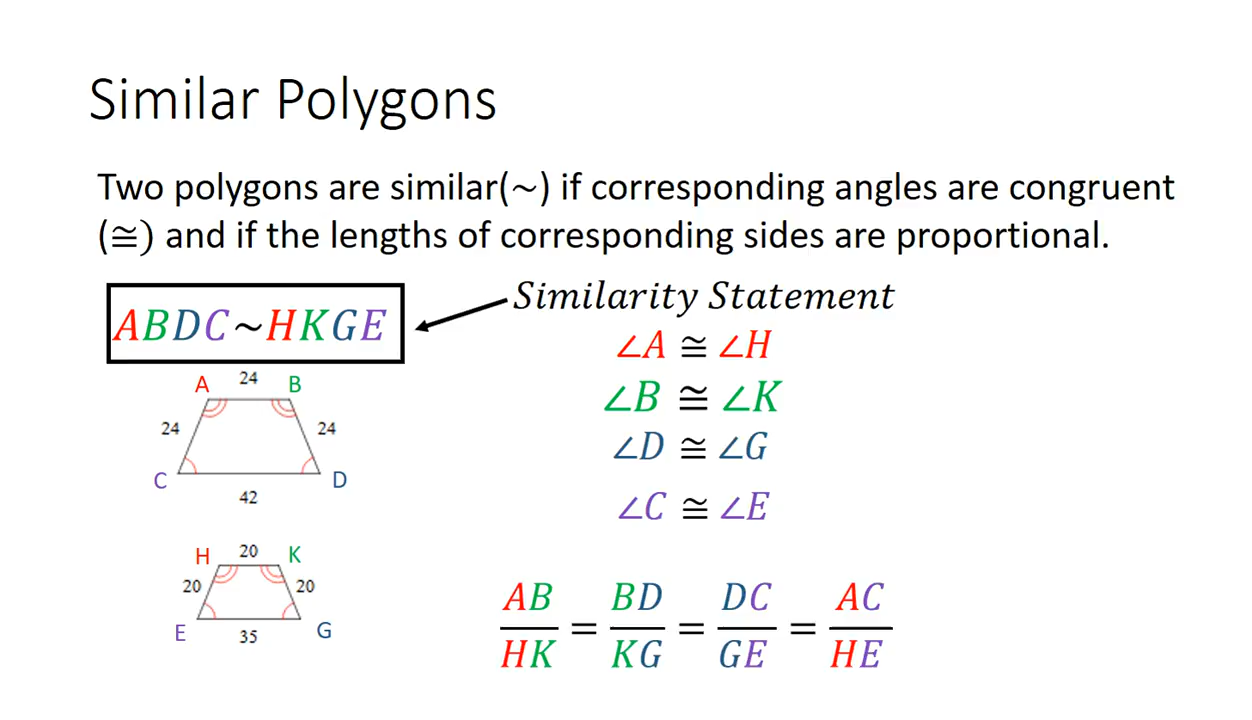 Similar Polygons
Two polygons are similar(~) if corresponding angles are congruent
(≅) and if the lengths of corresponding sides are proportional.
Similarity Statement
ABDC~HKGE
∠A ≅ ∠H
∠B ≅ ∠K
∠D ≅ ∠G
∠C ≅ ∠E
A 24 B
24 24
C D
42
H 20 K
20 20
E G
35
AB/HK = BD/KG = DC/GE = AC/HE